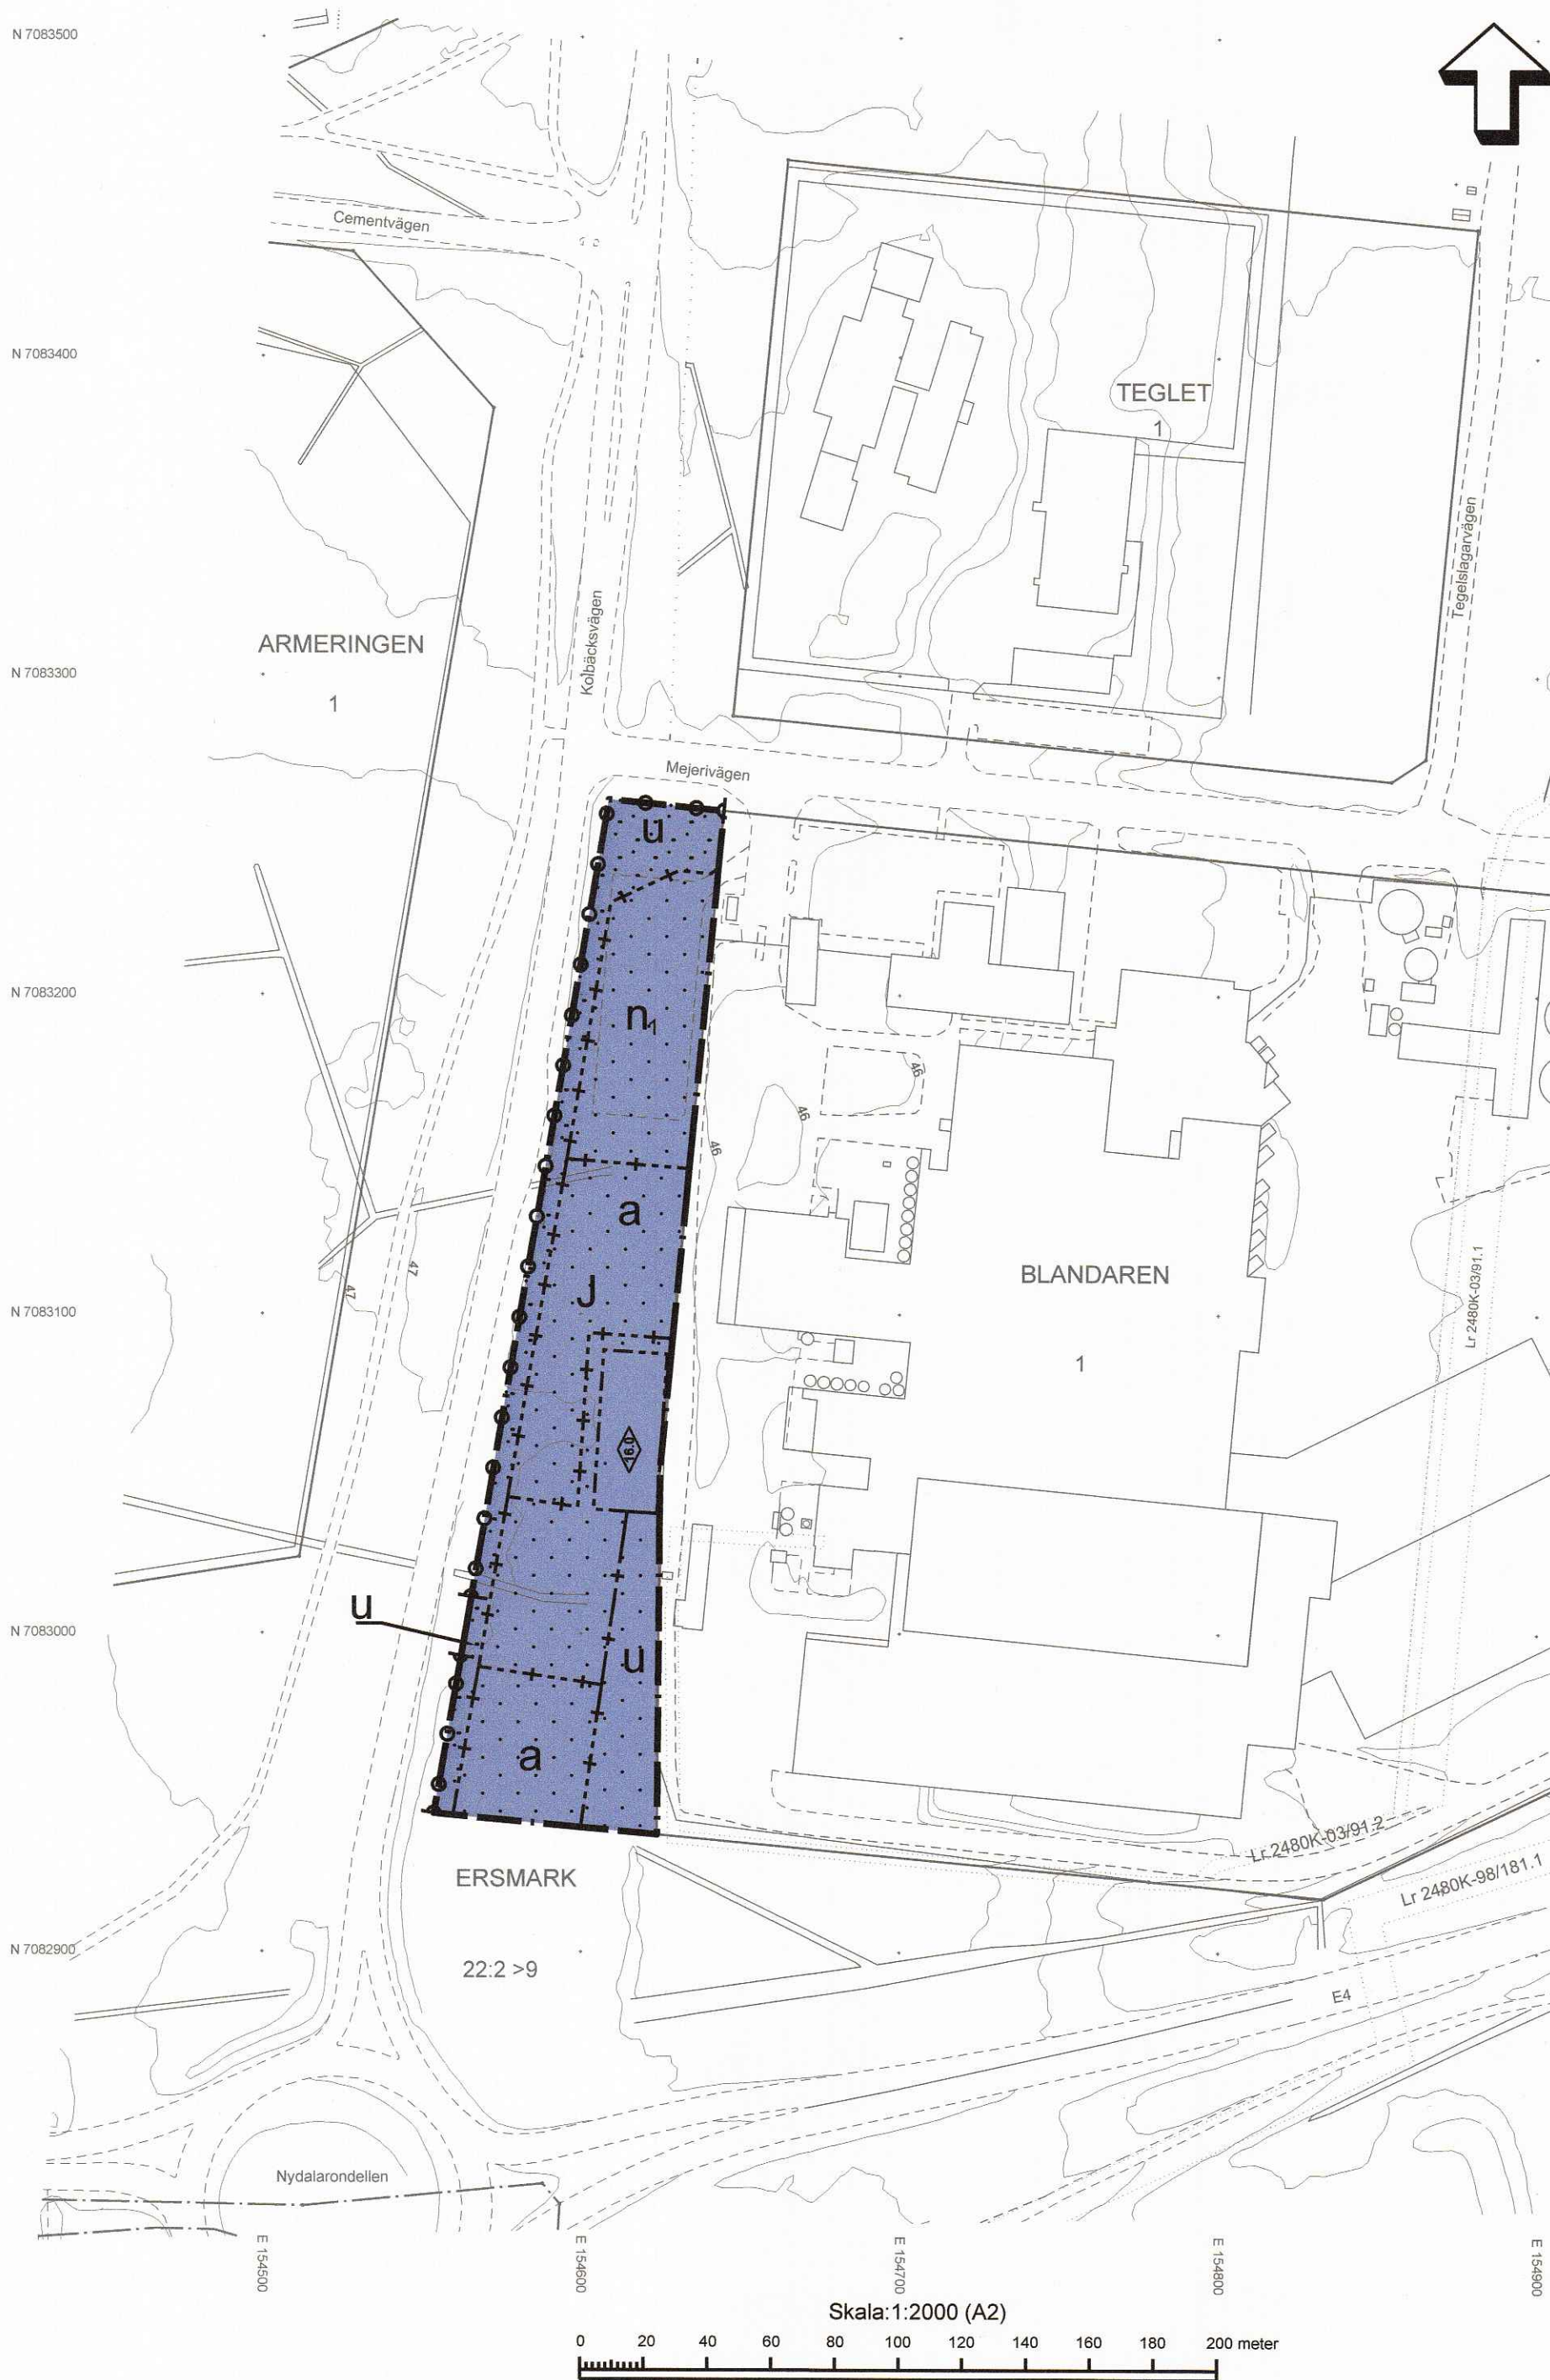 N 7083500
Cementvägen
N 7083400
TEGLET
1
Tegelslagarvägen
Kolbäcksvägen
ARMERINGEN
1
N 7083300
Mejerivägen
u
N 7083200
n1
46
46
46
a
47
47
J
BLANDAREN
1
Lr 2480K-03/91.1
N 7083100
16.0
u
N 7083000
u
a
Lr 2480K-03/91.2
ERSMARK
22:2 >9
Lr 2480K-98/181.1
N 7082900
E4
Nydalarondellen
E 154500
E 154600
E 154700
E 154800
E 154900
Skala:1:2000 (A2)
0 20 40 60 80 100 120 140 160 180 200 meter